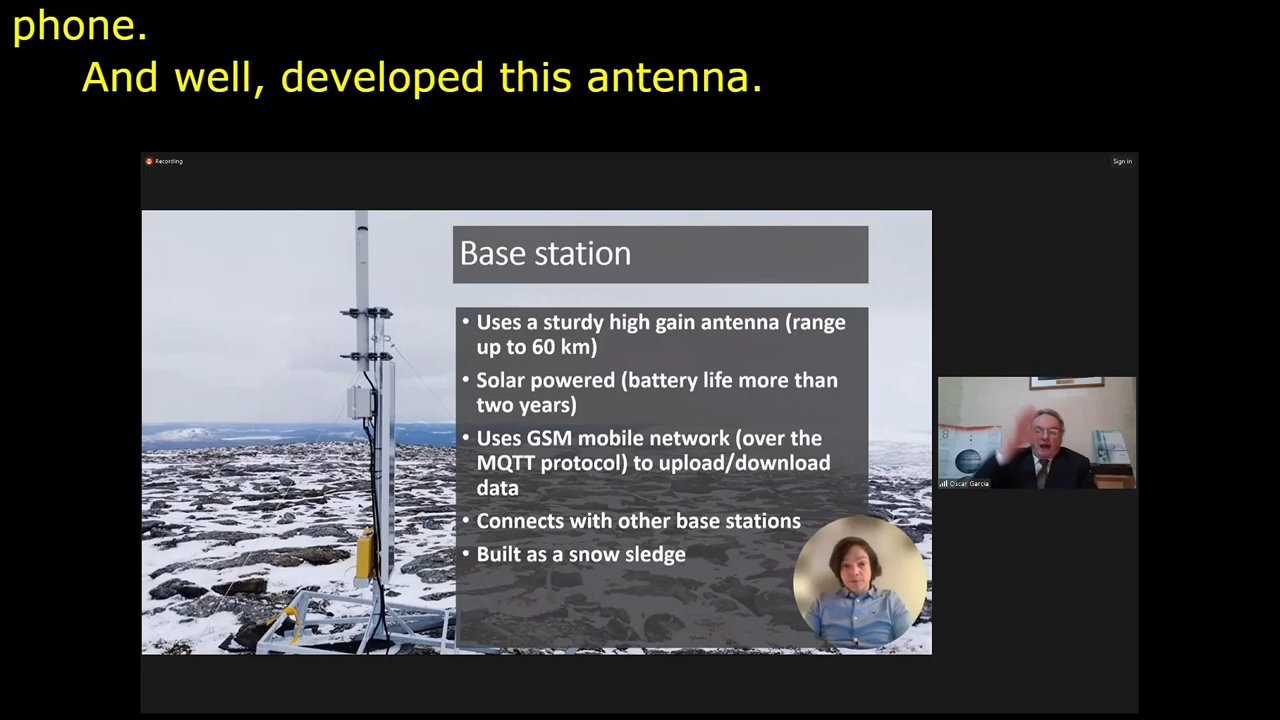 phone.
And well, developed this antenna.
Recording
Sign in
Base station
• Uses a sturdy high gain antenna (range
up to 60 km)
• Solar powered (battery life more than
two years)
• Uses GSM mobile network (over the
MQTT protocol) to upload/download
data
• Connects with other base stations
• Built as a snow sledge
8
Oscar Garcia